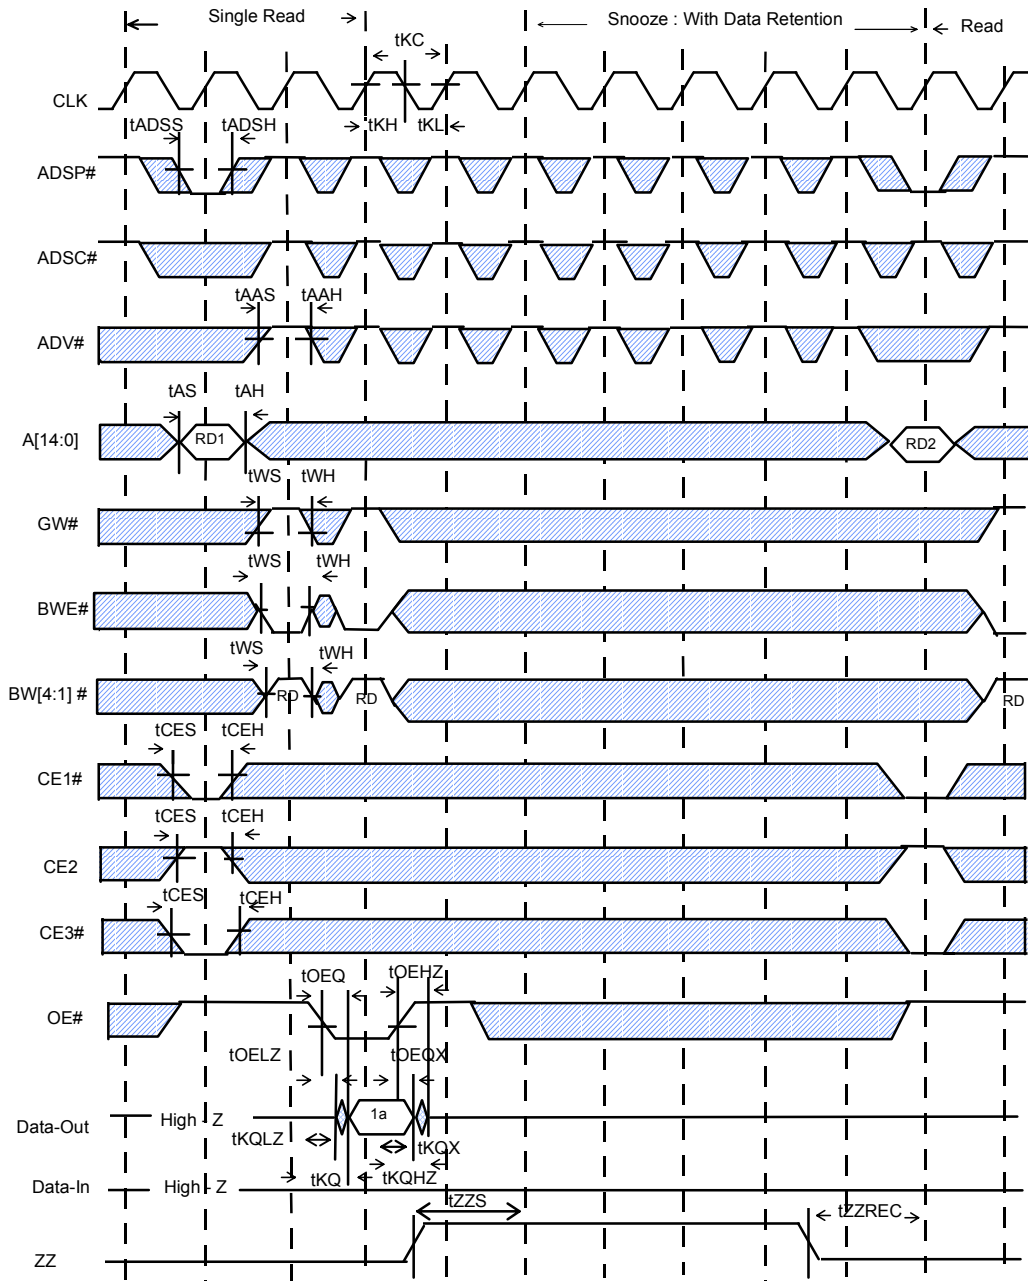 Single Read
Snooze : With Data Retention
Read
tKC
CLK
tADSS
tADSH
tKH
tKL
ADSP#
ADSC#
tAAS
tAAH
ADV#
tAS
tAH
A[14:0]
RD1
RD2
tWS
tWH
GW#
tWS
tWH
BWE#
tWS
tWH
BW[4:1] #
RD
RD
RD
tCES
tCEH
CE1#
tCES
tCEH
CE2
tCES
tCEH
CE3#
tOEQ
tOEHZ
OE#
tOELZ
tOEQX
Data-Out
High - Z
1a
tKQLZ
tKQX
tKQ
tKQHZ
Data-In
High - Z
tZZS
tZZREC
ZZ